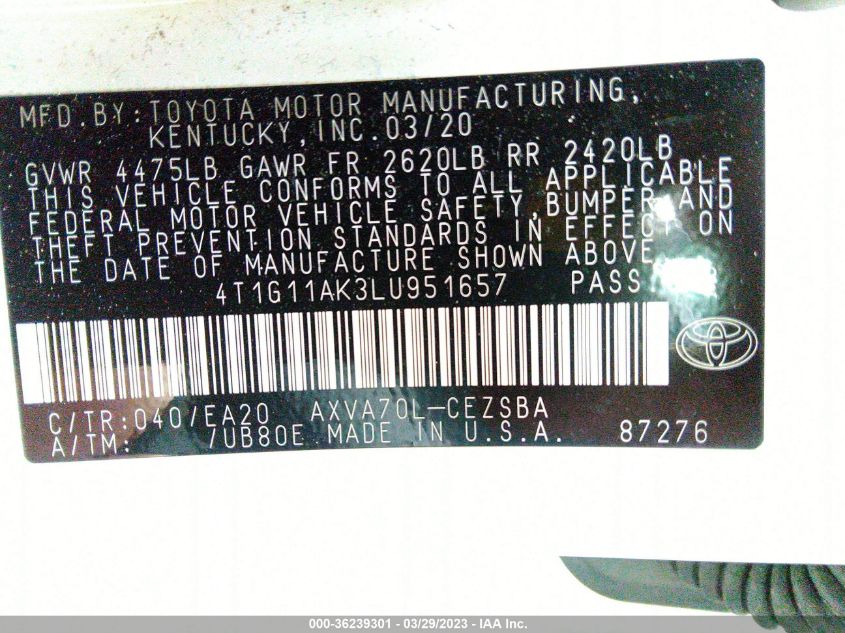 MFD.BY: TOYOTA MOTOR MANUFACTURING,
KENTUCKY, INC. 03/20
GVWR 4475LB GAWR FR 2620LB RR 2420LB
THIS VEHICLE CONFORMS TO ALL APPLICABLE
FEDERAL MOTOR VEHICLE SAFETY, BUMPER, AND
THEFT PREVENTION STANDARDS IN EFFECT ON
THE DATE OF MANUFACTURE SHOWN ABOVE.
4T1G11AK3LU951657 PASS
C/TR:040/EA20 AXVA70L-CEZSBA
A/TM: /UB80E MADE IN U.S.A. 87276
000-36239301 - 03/29/2023 - IAA Inc.